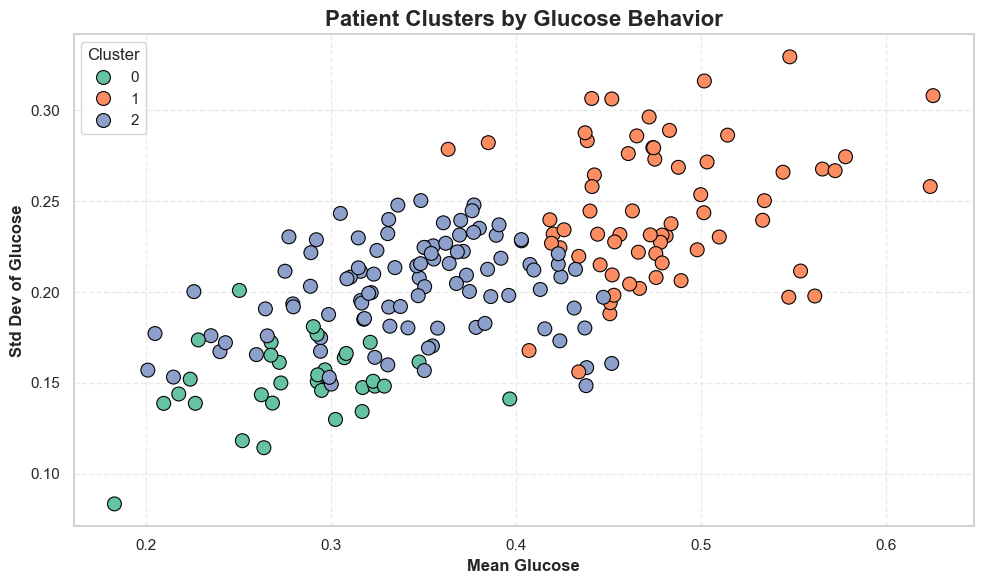 Patient Clusters by Glucose Behavior
Cluster
0
1
2
0.30
0.25
0.20
0.15
0.10
Std Dev of Glucose
0.2 0.3 0.4 0.5 0.6
Mean Glucose